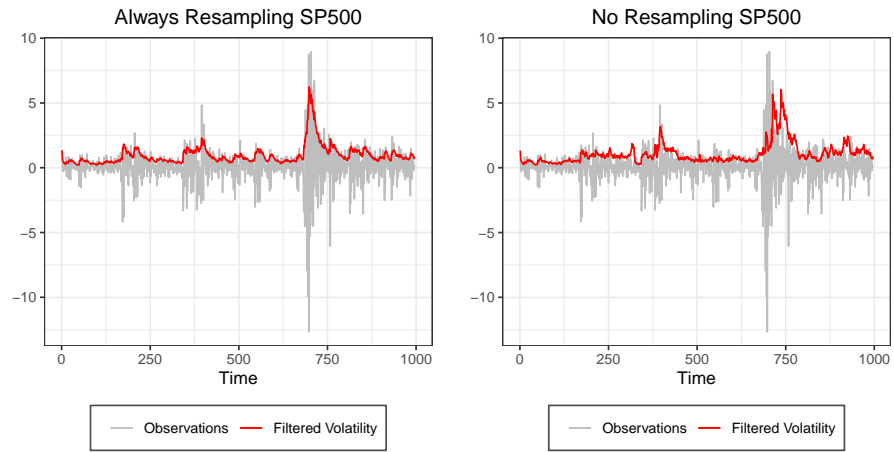 Always Resampling SP500
10
5
0
−5
−10
0 250 500 750 1000
Time
Observations Filtered Volatility
No Resampling SP500
10
5
0
−5
−10
0 250 500 750 1000
Time
Observations Filtered Volatility